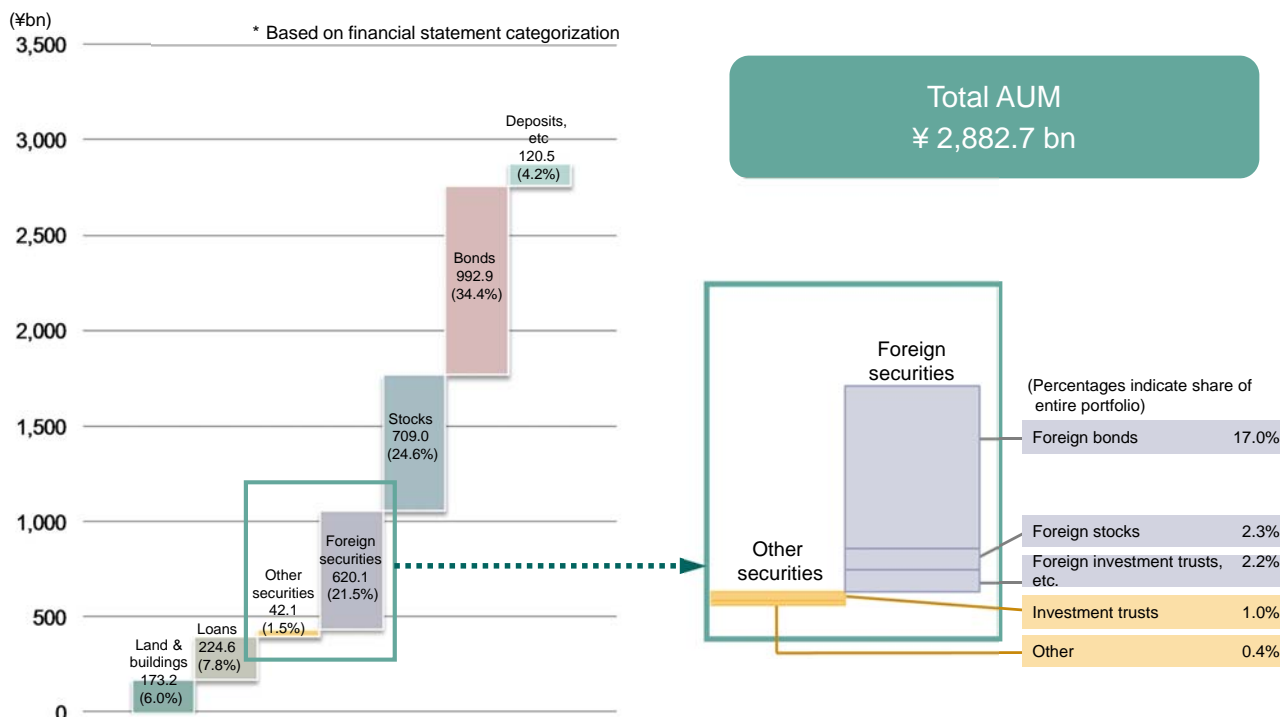 (¥bn)
* Based on financial statement categorization
3,500
3,000
2,500
2,000
1,500
1,000
500
0
Land &
buildings
173.2
(6.0%)
Loans
224.6
(7.8%)
Other
securities
42.1
(1.5%)
Foreign
securities
620.1
(21.5%)
Stocks
709.0
(24.6%)
Bonds
992.9
(34.4%)
Deposits,
etc
120.5
(4.2%)
Total AUM
¥ 2,882.7 bn
Other
securities
Foreign
securities
(Percentages indicate share of
entire portfolio)
Foreign bonds 17.0%
Foreign stocks 2.3%
Foreign investment trusts, 2.2%
etc.
Investment trusts 1.0%
Other 0.4%